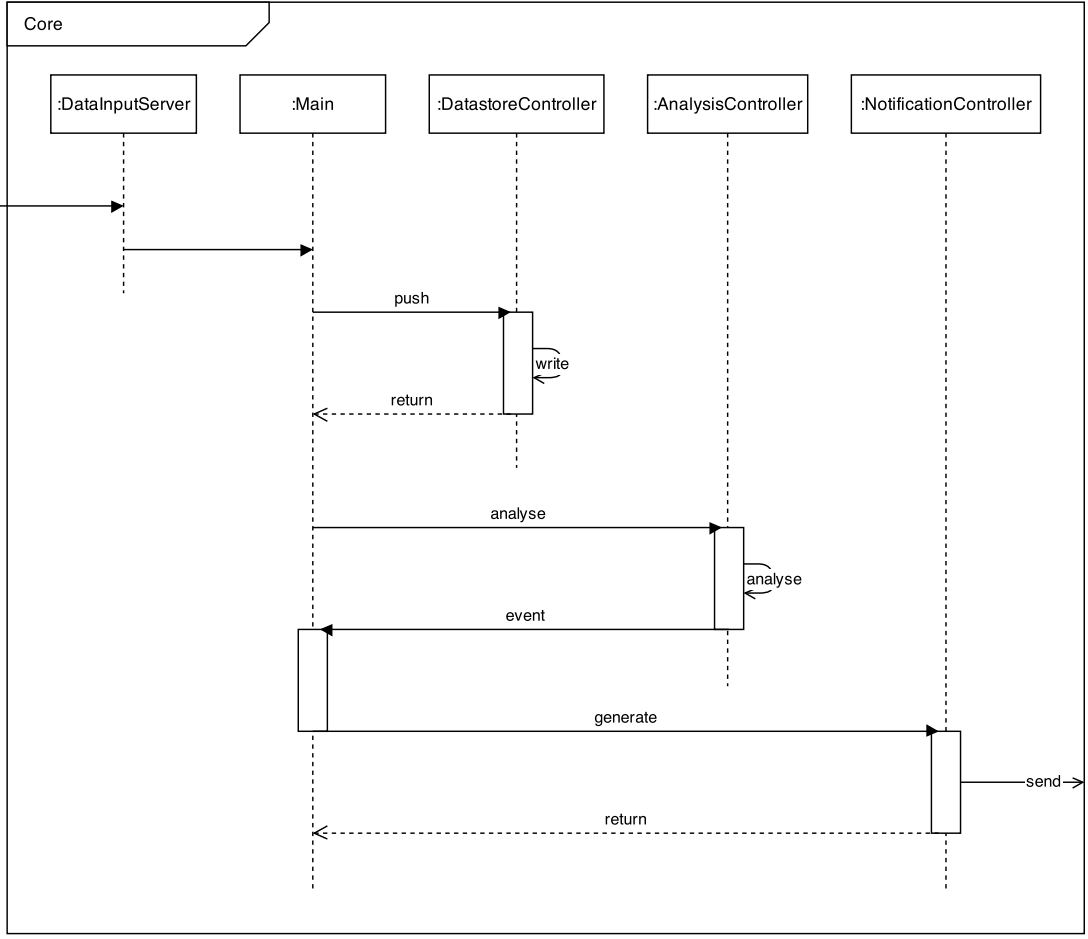 Core
:DataInputServer
:Main
:DatastoreController
:AnalysisController
:NotificationController
push
write
return
analyse
analyse
event
generate
send
return